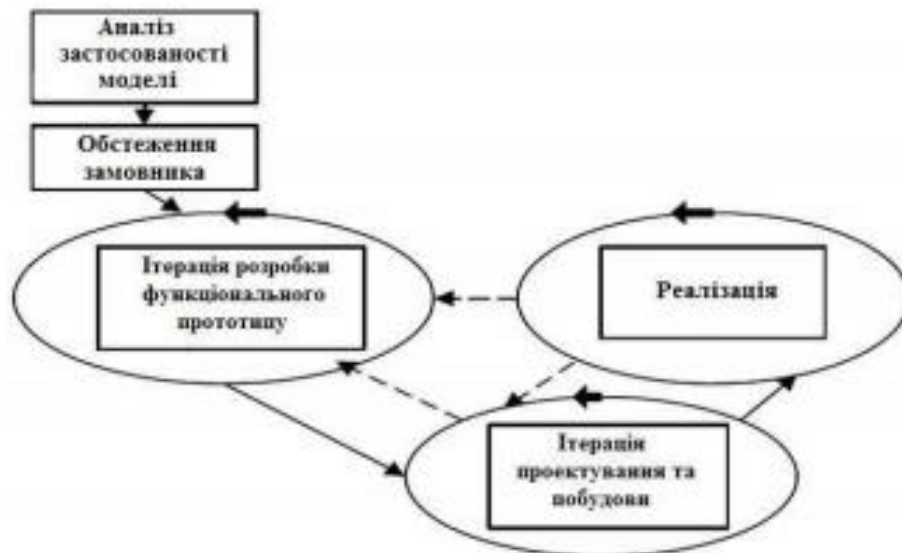 Аналіз
застосованості
моделі
Обстеження
замовника
Ітерація розробки
функціонального
прототипу
Реалізація
Ітерація
проектування та
побудови